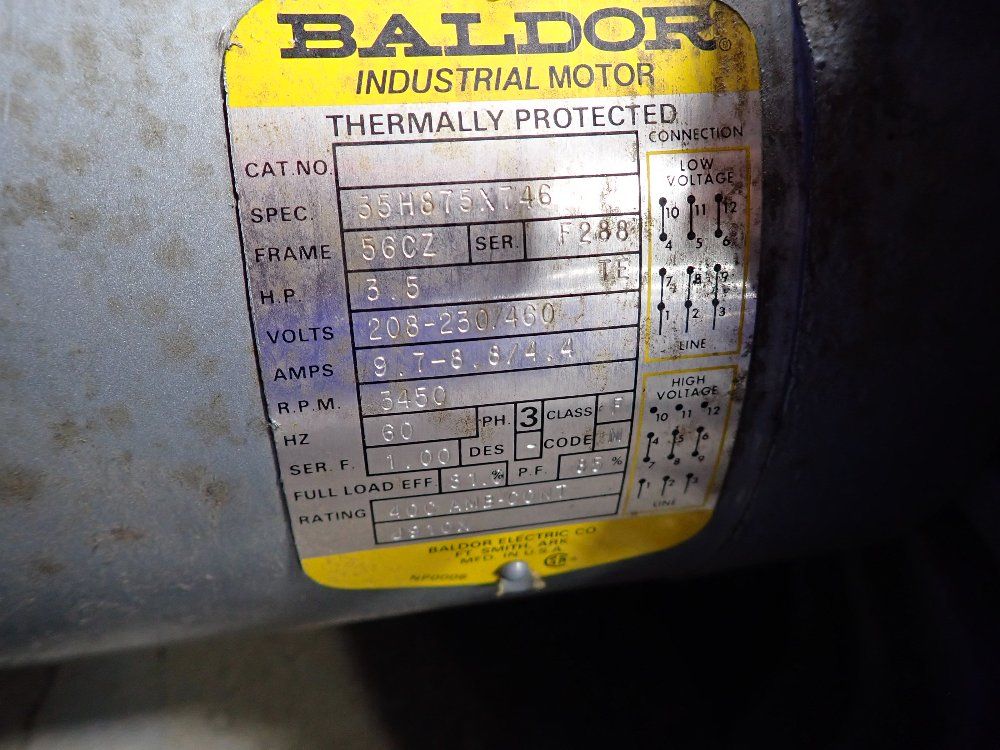 BALDOR®
INDUSTRIAL MOTOR
THERMALLY PROTECTED
CAT.NO.
SPEC. 35H875X746
FRAME 56CZ SER. F288
H.P. 3.5 TE
VOLTS 208-230/460
AMPS 9.7-8.8/4.4
R.P.M. 3450
HZ 60 PH. 3 CLASS F
SER. F. 1.00 DES - CODE
FULL LOAD EFF. % P.F. 85 %
RATING 40C AMB-CONT
CONNECTION
LOW
VOLTAGE
10 11 12
4 5 6
7 8 9
1 2 3
LINE
HIGH
VOLTAGE
10 11 12
4 5 6
7 8 9
1 2 3
LINE
BALDOR ELECTRIC CO.
FT. SMITH, ARK.
MFD. IN U.S.A.
NP0008